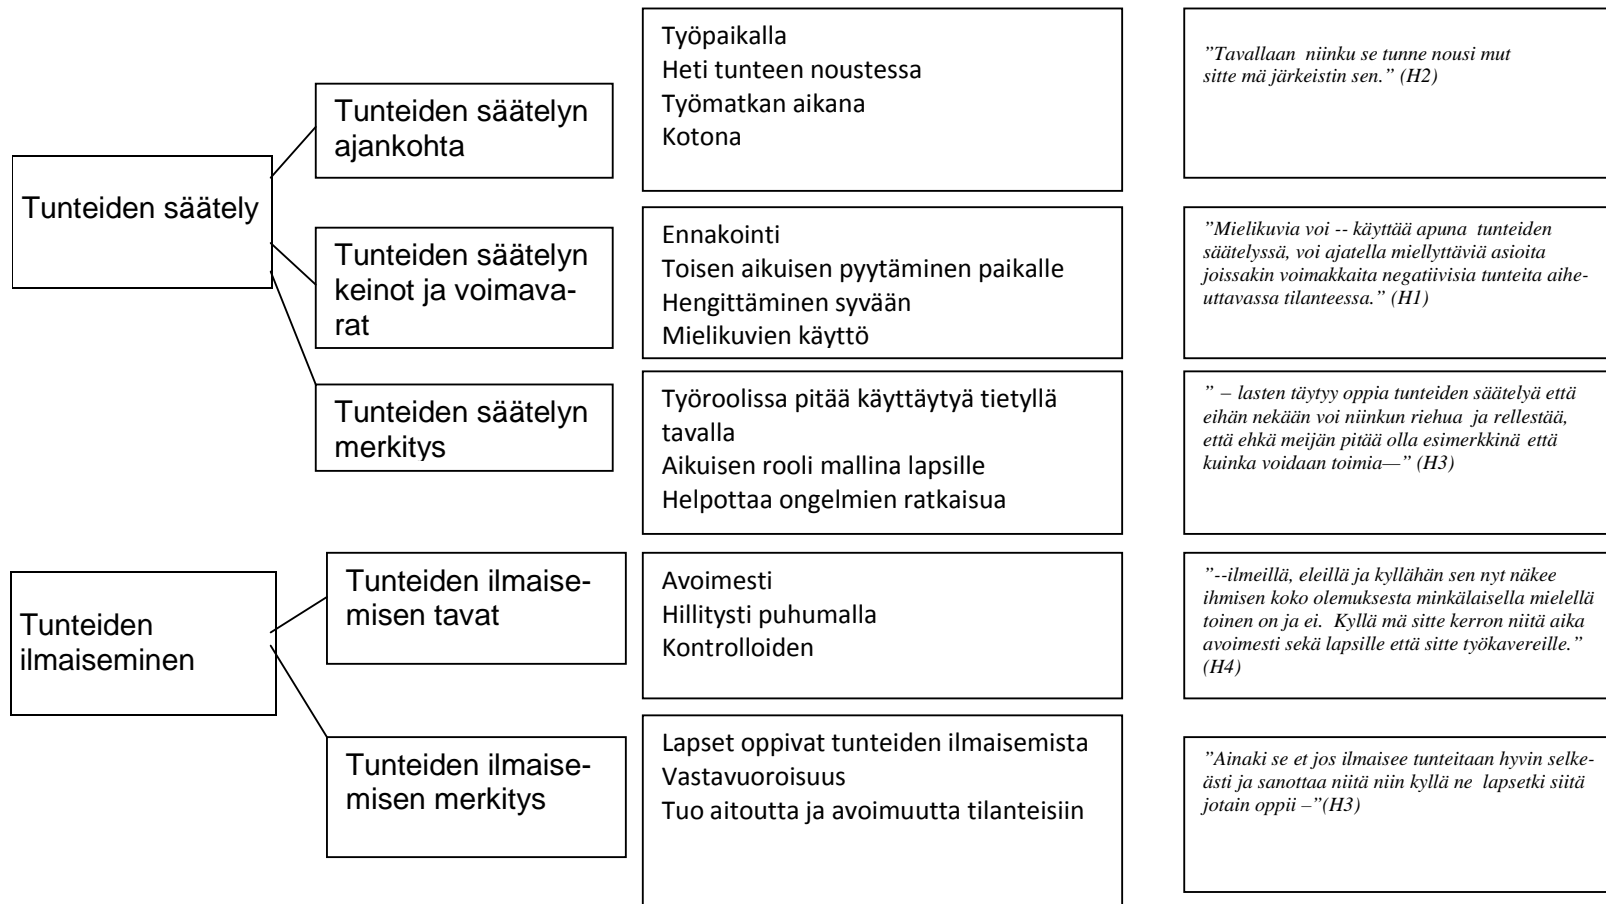 Tunteiden säätely
Tunteiden säätelyn
ajankohta
Työpaikalla
Heti tunteen noustessa
Työmatkan aikana
Kotona
”Tavallaan niinku se tunne nousi mut
sitte mä järkeistin sen.” (H2)
Tunteiden säätelyn
keinot ja voimava-
rat
Ennakointi
Toisen aikuisen pyytäminen paikalle
Hengittäminen syvään
Mielikuvien käyttö
”Mielikuvia voi -- käyttää apuna tunteiden
säätelyssä, voi ajatella miellyttäviä asioita
joissakin voimakkaita negatiivisia tunteita aihe-
uttavassa tilanteessa.” (H1)
Tunteiden säätelyn
merkitys
Työroolissa pitää käyttäytyä tietyllä
tavalla
Aikuisen rooli mallina lapsille
Helpottaa ongelmien ratkaisua
” – lasten täytyy oppia tunteiden säätelyä että
eihän nekään voi niinkun riehua ja rellestää,
että ehkä meijän pitää olla esimerkkinä että
kuinka voidaan toimia—” (H3)
Tunteiden
ilmaiseminen
Tunteiden ilmaise-
misen tavat
Avoimesti
Hillitysti puhumalla
Kontrolloiden
”--ilmeillä, eleillä ja kyllähän sen nyt näkee
ihmisen koko olemuksesta minkälaisella mielellä
toinen on ja ei. Kyllä mä sitte kerron niitä aika
avoimesti sekä lapsille että sitte työkavereille.”
(H4)
Tunteiden ilmaise-
misen merkitys
Lapset oppivat tunteiden ilmaisemista
Vastavuoroisuus
Tuo aitoutta ja avoimuutta tilanteisiin
”Ainaki se et jos ilmaisee tunteitaan hyvin selke-
ästi ja sanottaa niitä niin kyllä ne lapsetki siitä
jotain oppii –”(H3)